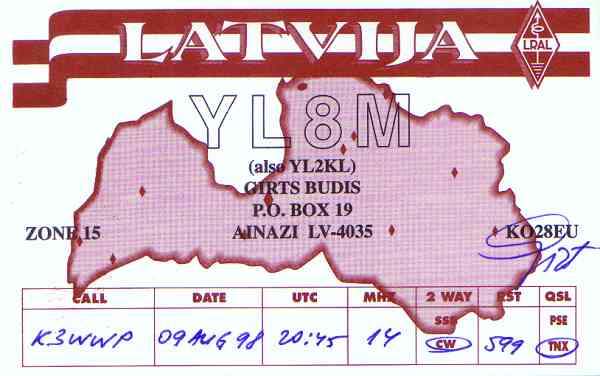 LATVIJA
LRAL
YL8M
(also YL2KL)
GIRTS BUDIS
P.O. BOX 19
ZONE 15 AINAZI LV-4035 KO28EU
CALL DATE UTC MHz 2 WAY RST QSL
SSB PSE
K3WWP 09 AUG 98 20:45 14 CW 599 TNX